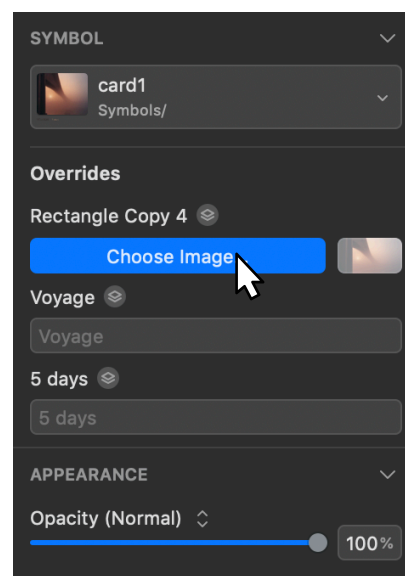 SYMBOL
card1
Symbols/
Overrides
Rectangle Copy 4
Choose Image...
Voyage
Voyage
5 days
5 days
APPEARANCE
Opacity (Normal)
100%